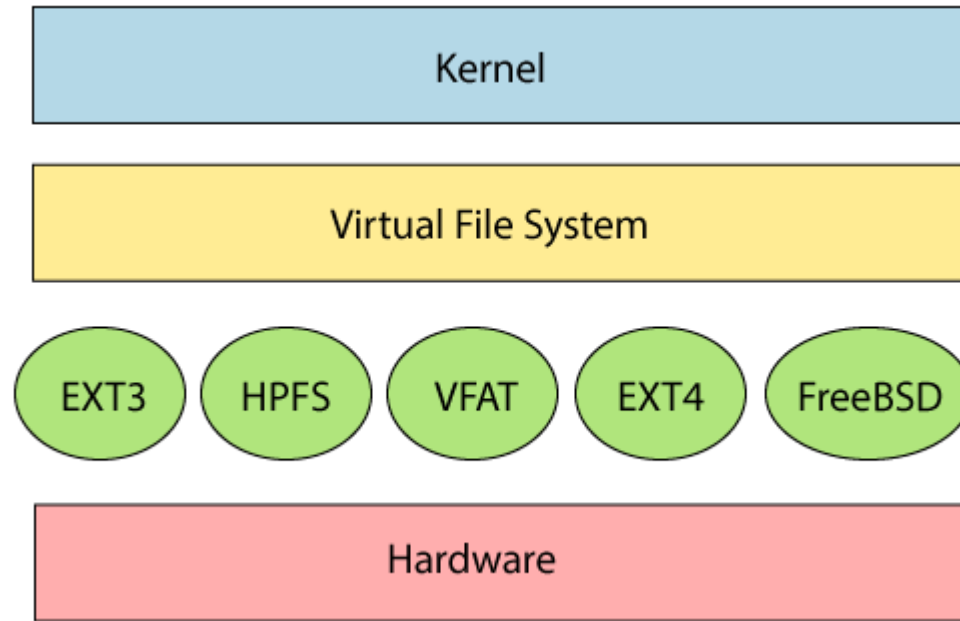 Kernel
Virtual File System
EXT3 HPFS VFAT EXT4 FreeBSD
Hardware